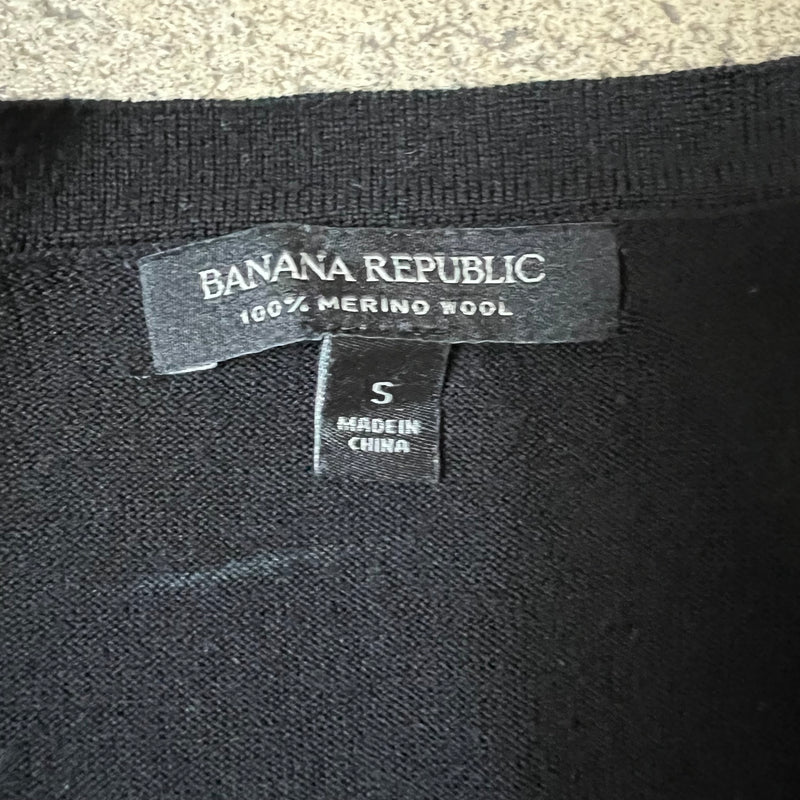 BANANA REPUBLIC
100% MERINO WOOL
S
MADE IN
CHINA